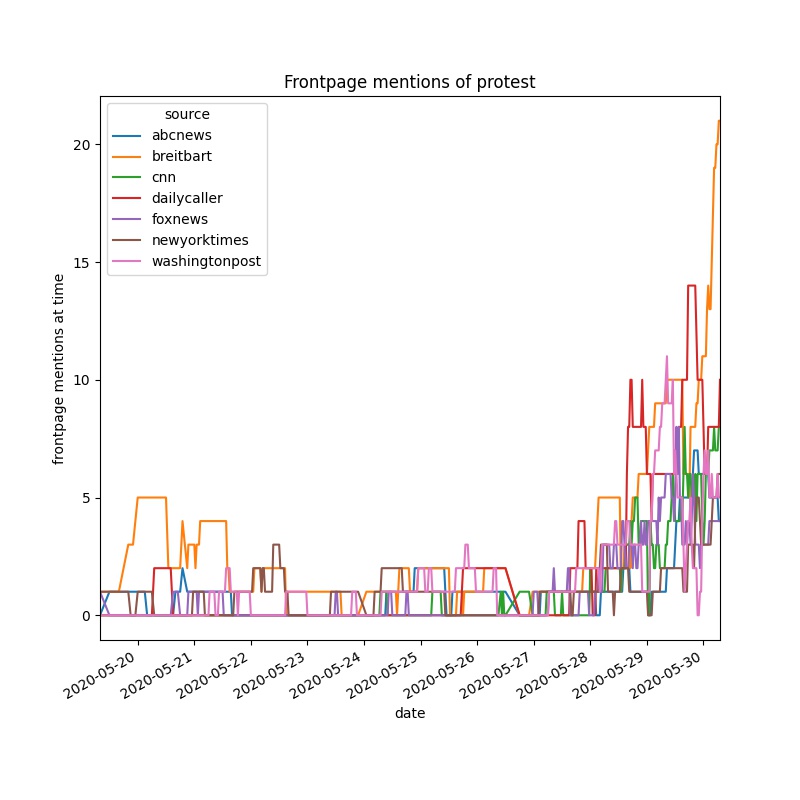 Frontpage mentions of protest
source
abcnews
breitbart
cnn
dailycaller
foxnews
newyorktimes
washingtonpost
frontpage mentions at time
20
15
10
5
0
2020-05-20
2020-05-21
2020-05-22
2020-05-23
2020-05-24
2020-05-25
2020-05-26
2020-05-27
2020-05-28
2020-05-29
2020-05-30
date